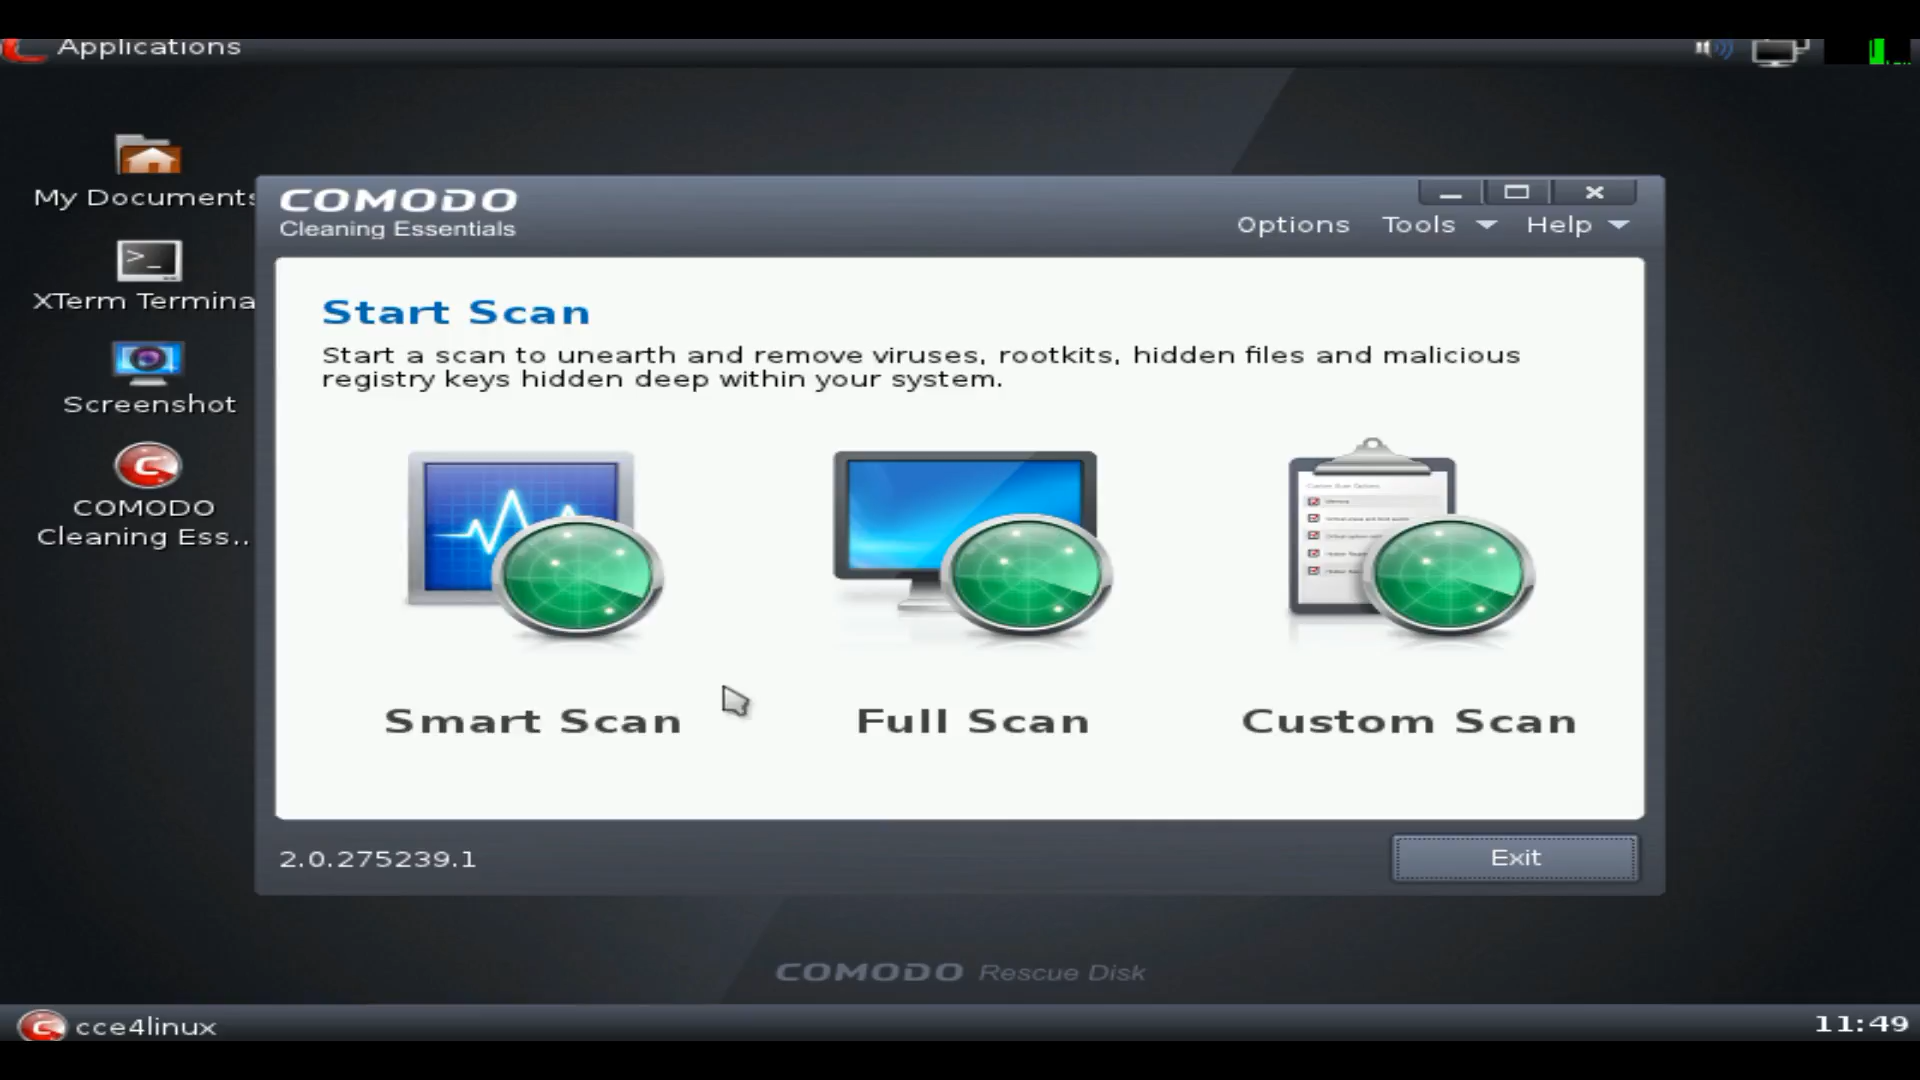 Applications
My Documents
XTerm Termina
Screenshot
COMODO
Cleaning Ess..
COMODO
Cleaning Essentials
Options
Tools
Help
Start Scan
Start a scan to unearth and remove viruses, rootkits, hidden files and malicious
registry keys hidden deep within your system.
Smart Scan
Full Scan
Custom Scan
2.0.275239.1
Exit
COMODO Rescue Disk
cce4linux
11:49